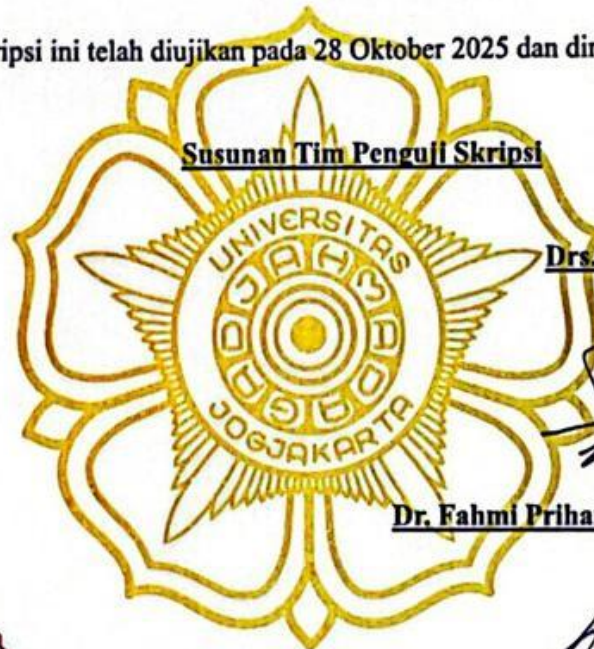 ipsi ini telah diujikan pada 28 Oktober 2025 dan din
Susunan Tim Penguji Skripsi
UNIVERSITAS
GADJAH MADA
JOGJAKARTA
Drs.
Dr. Fahmi Priha